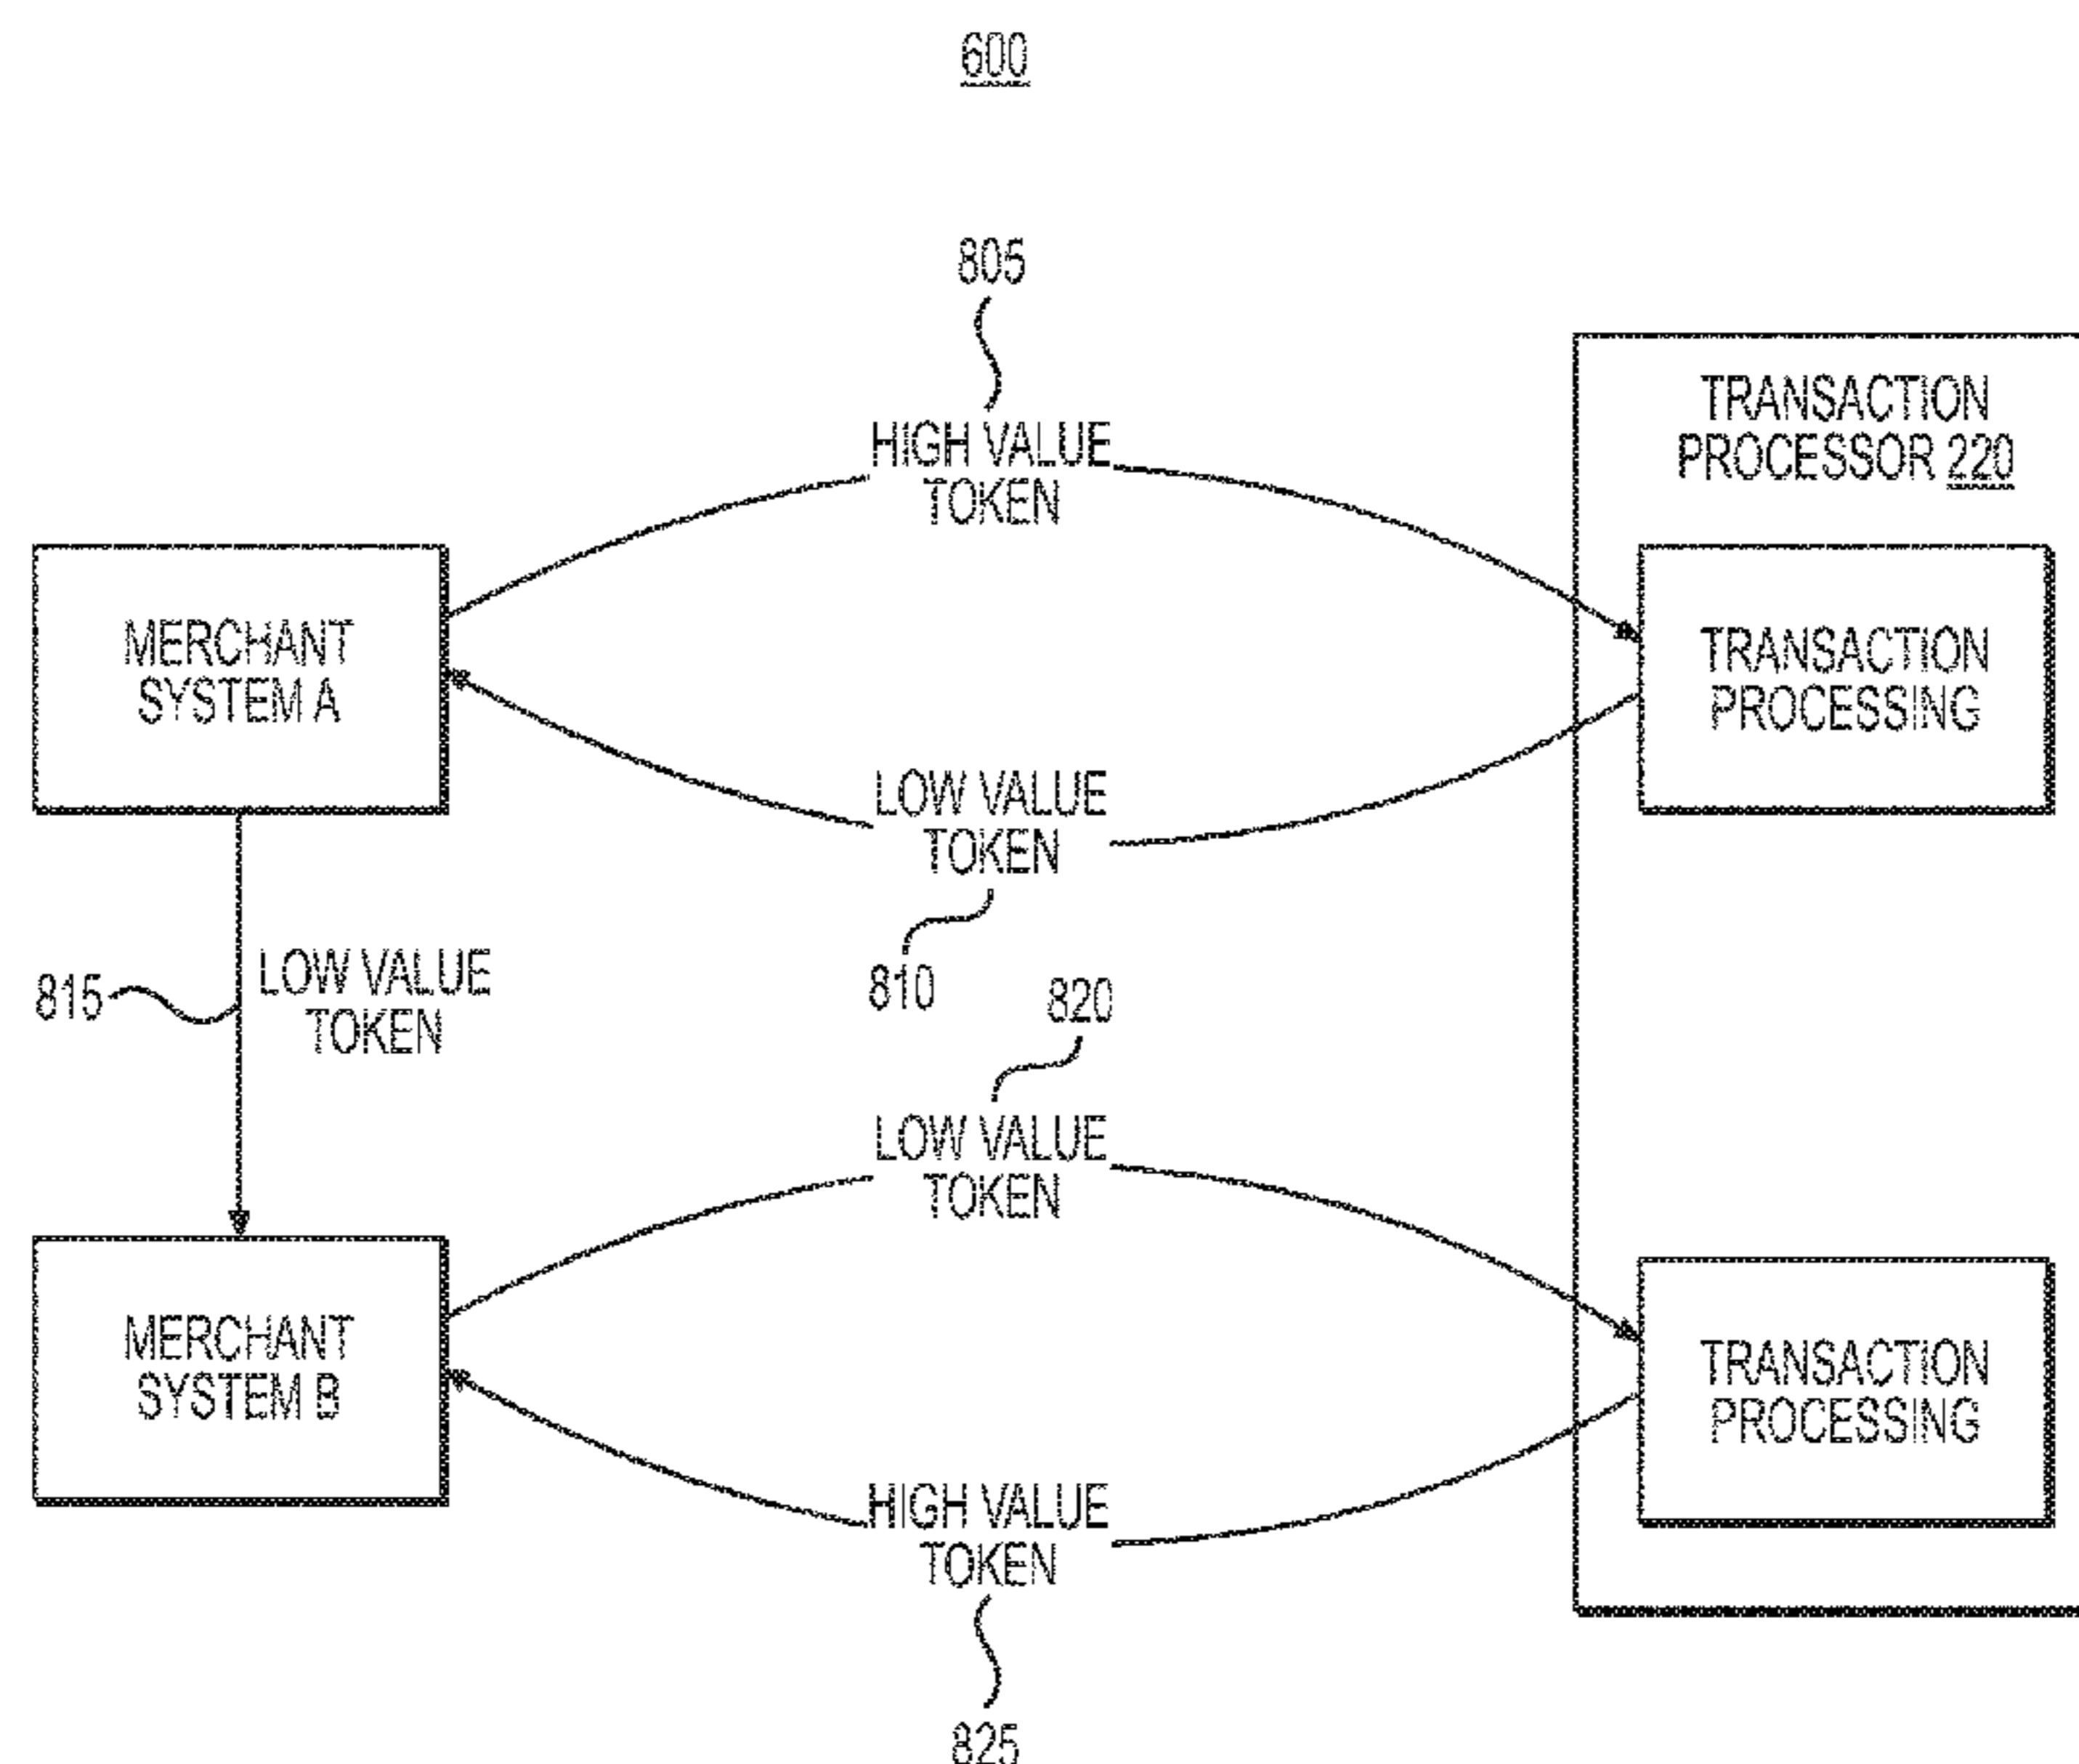 600
805
HIGH VALUE
TOKEN
TRANSACTION
PROCESSOR 220
MERCHANT
SYSTEM A
TRANSACTION
PROCESSING
LOW VALUE
TOKEN
810
815
LOW VALUE
TOKEN
820
LOW VALUE
TOKEN
MERCHANT
SYSTEM B
TRANSACTION
PROCESSING
HIGH VALUE
TOKEN
825